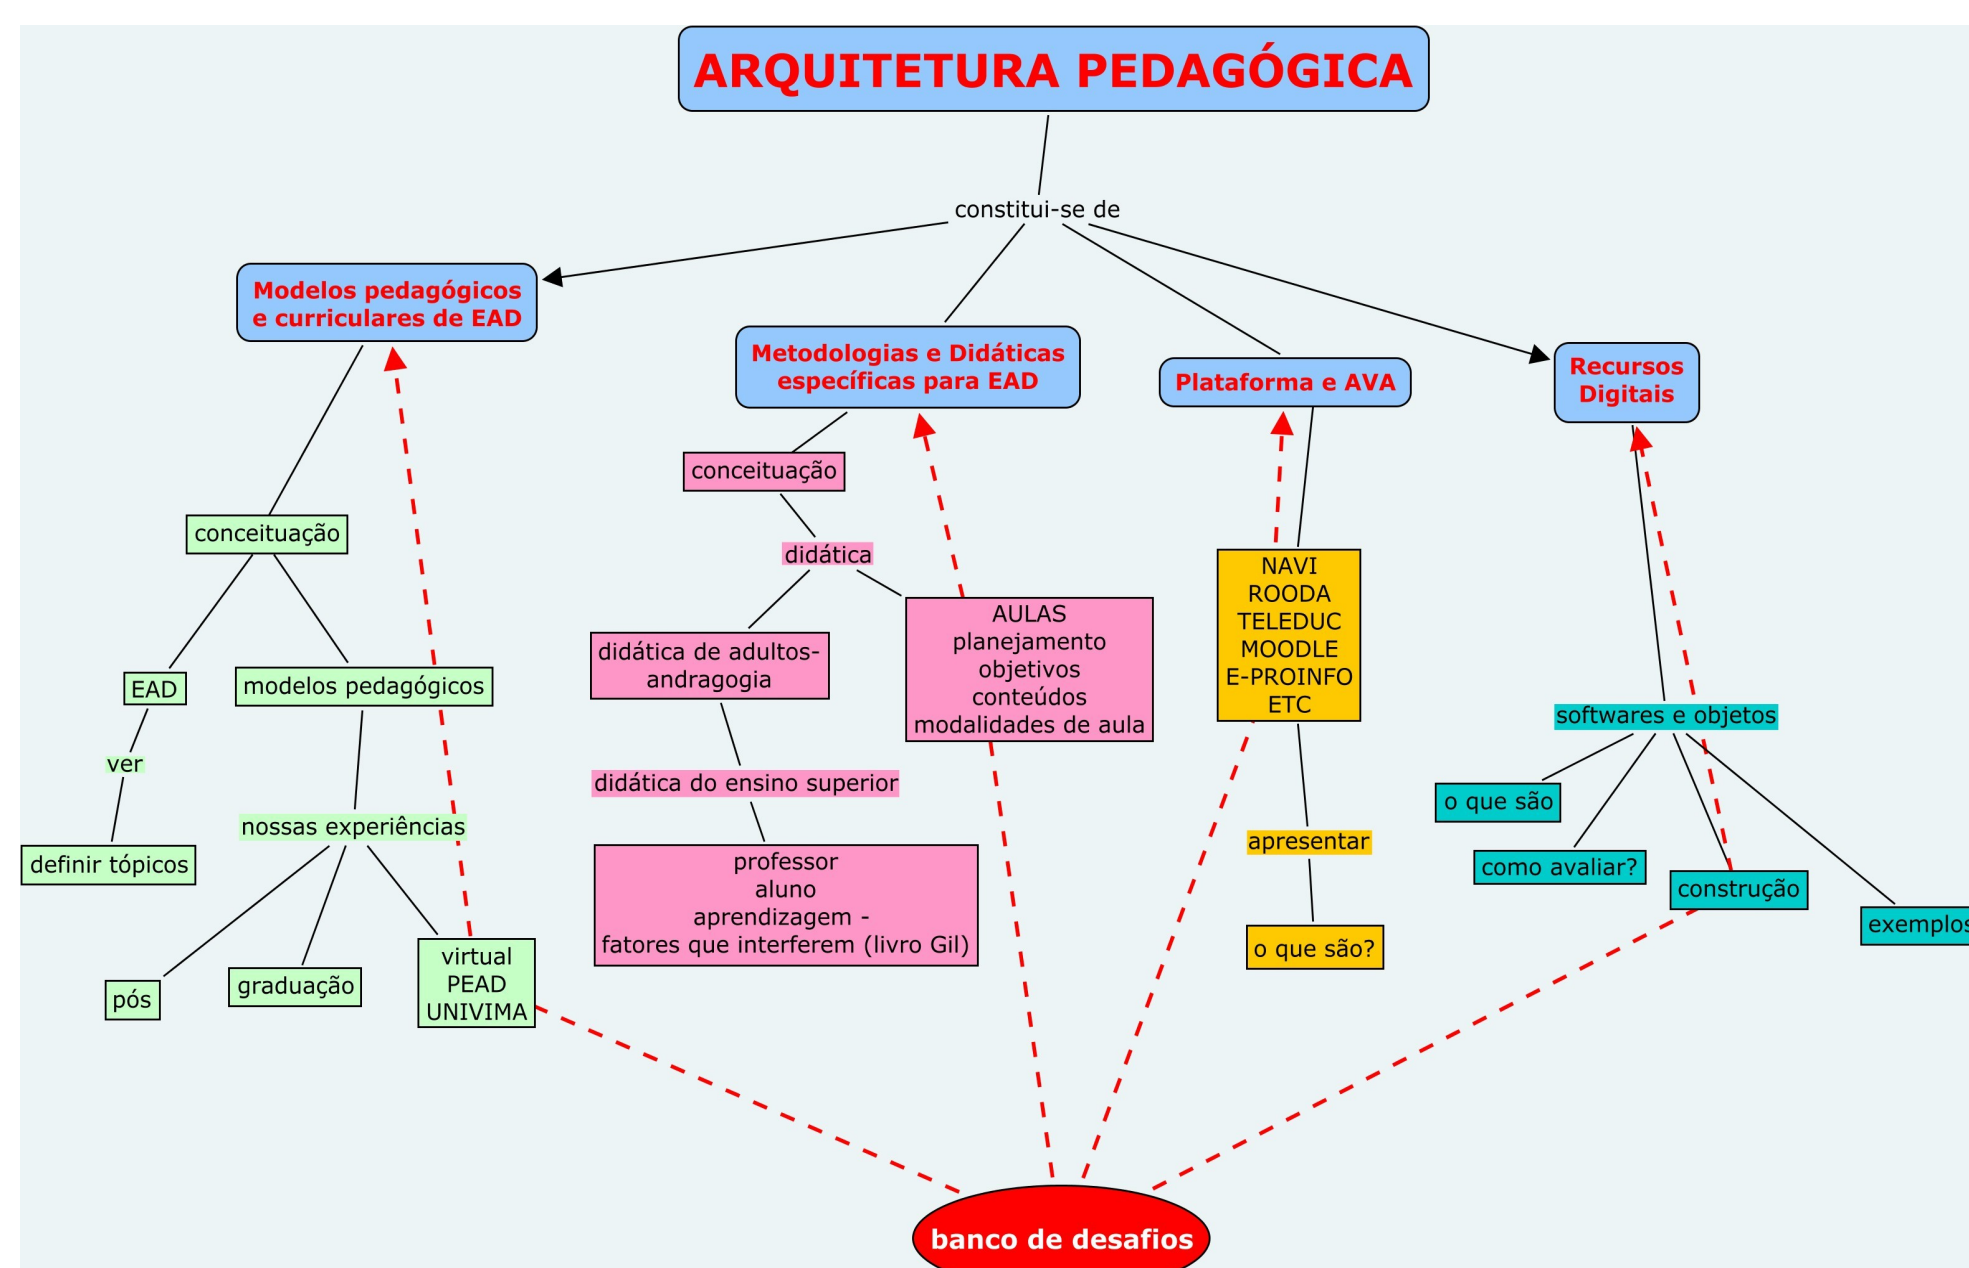 ARQUITETURA PEDAGÓGICA
constitui-se de
Modelos pedagógicos
e curriculares de EAD
Metodologias e Didáticas
específicas para EAD
Plataforma e AVA
Recursos
Digitais
conceituação
EAD
ver
definir tópicos
modelos pedagógicos
nossas experiências
pós
graduação
virtual
PEAD
UNIVIMA
conceituação
didática
didática de adultos-
andragogia
didática do ensino superior
professor
aluno
aprendizagem -
fatores que interferem (livro Gil)
AULAS
planejamento
objetivos
conteúdos
modalidades de aula
NAVI
ROODA
TELEDUC
MOODLE
E-PROINFO
ETC
apresentar
o que são?
softwares e objetos
o que são
como avaliar?
construção
exemplos
banco de desafios